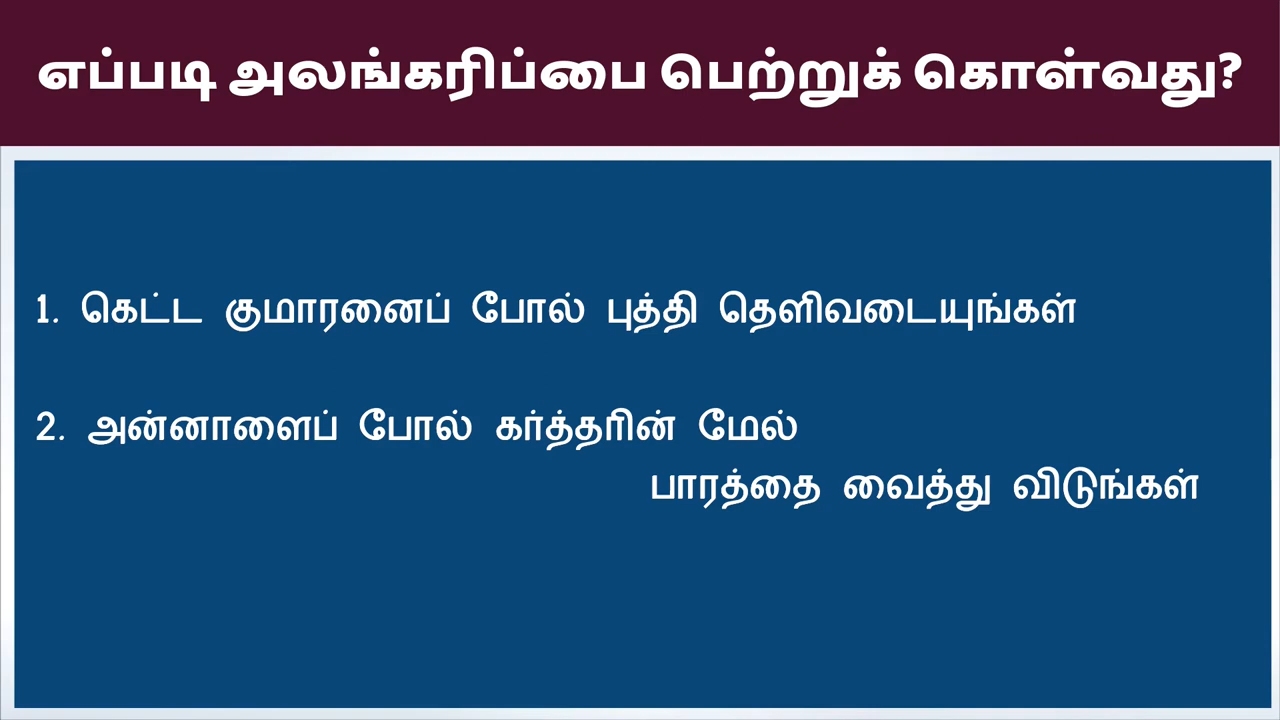 எப்படி அலங்கரிப்பை பெற்றுக் கொள்வது?
1. கெட்ட குமாரனைப் போல் புத்தி தெளிவடையுங்கள்
2. அன்னாளைப் போல் கர்த்தரின் மேல்
பாரத்தை வைத்து விடுங்கள்